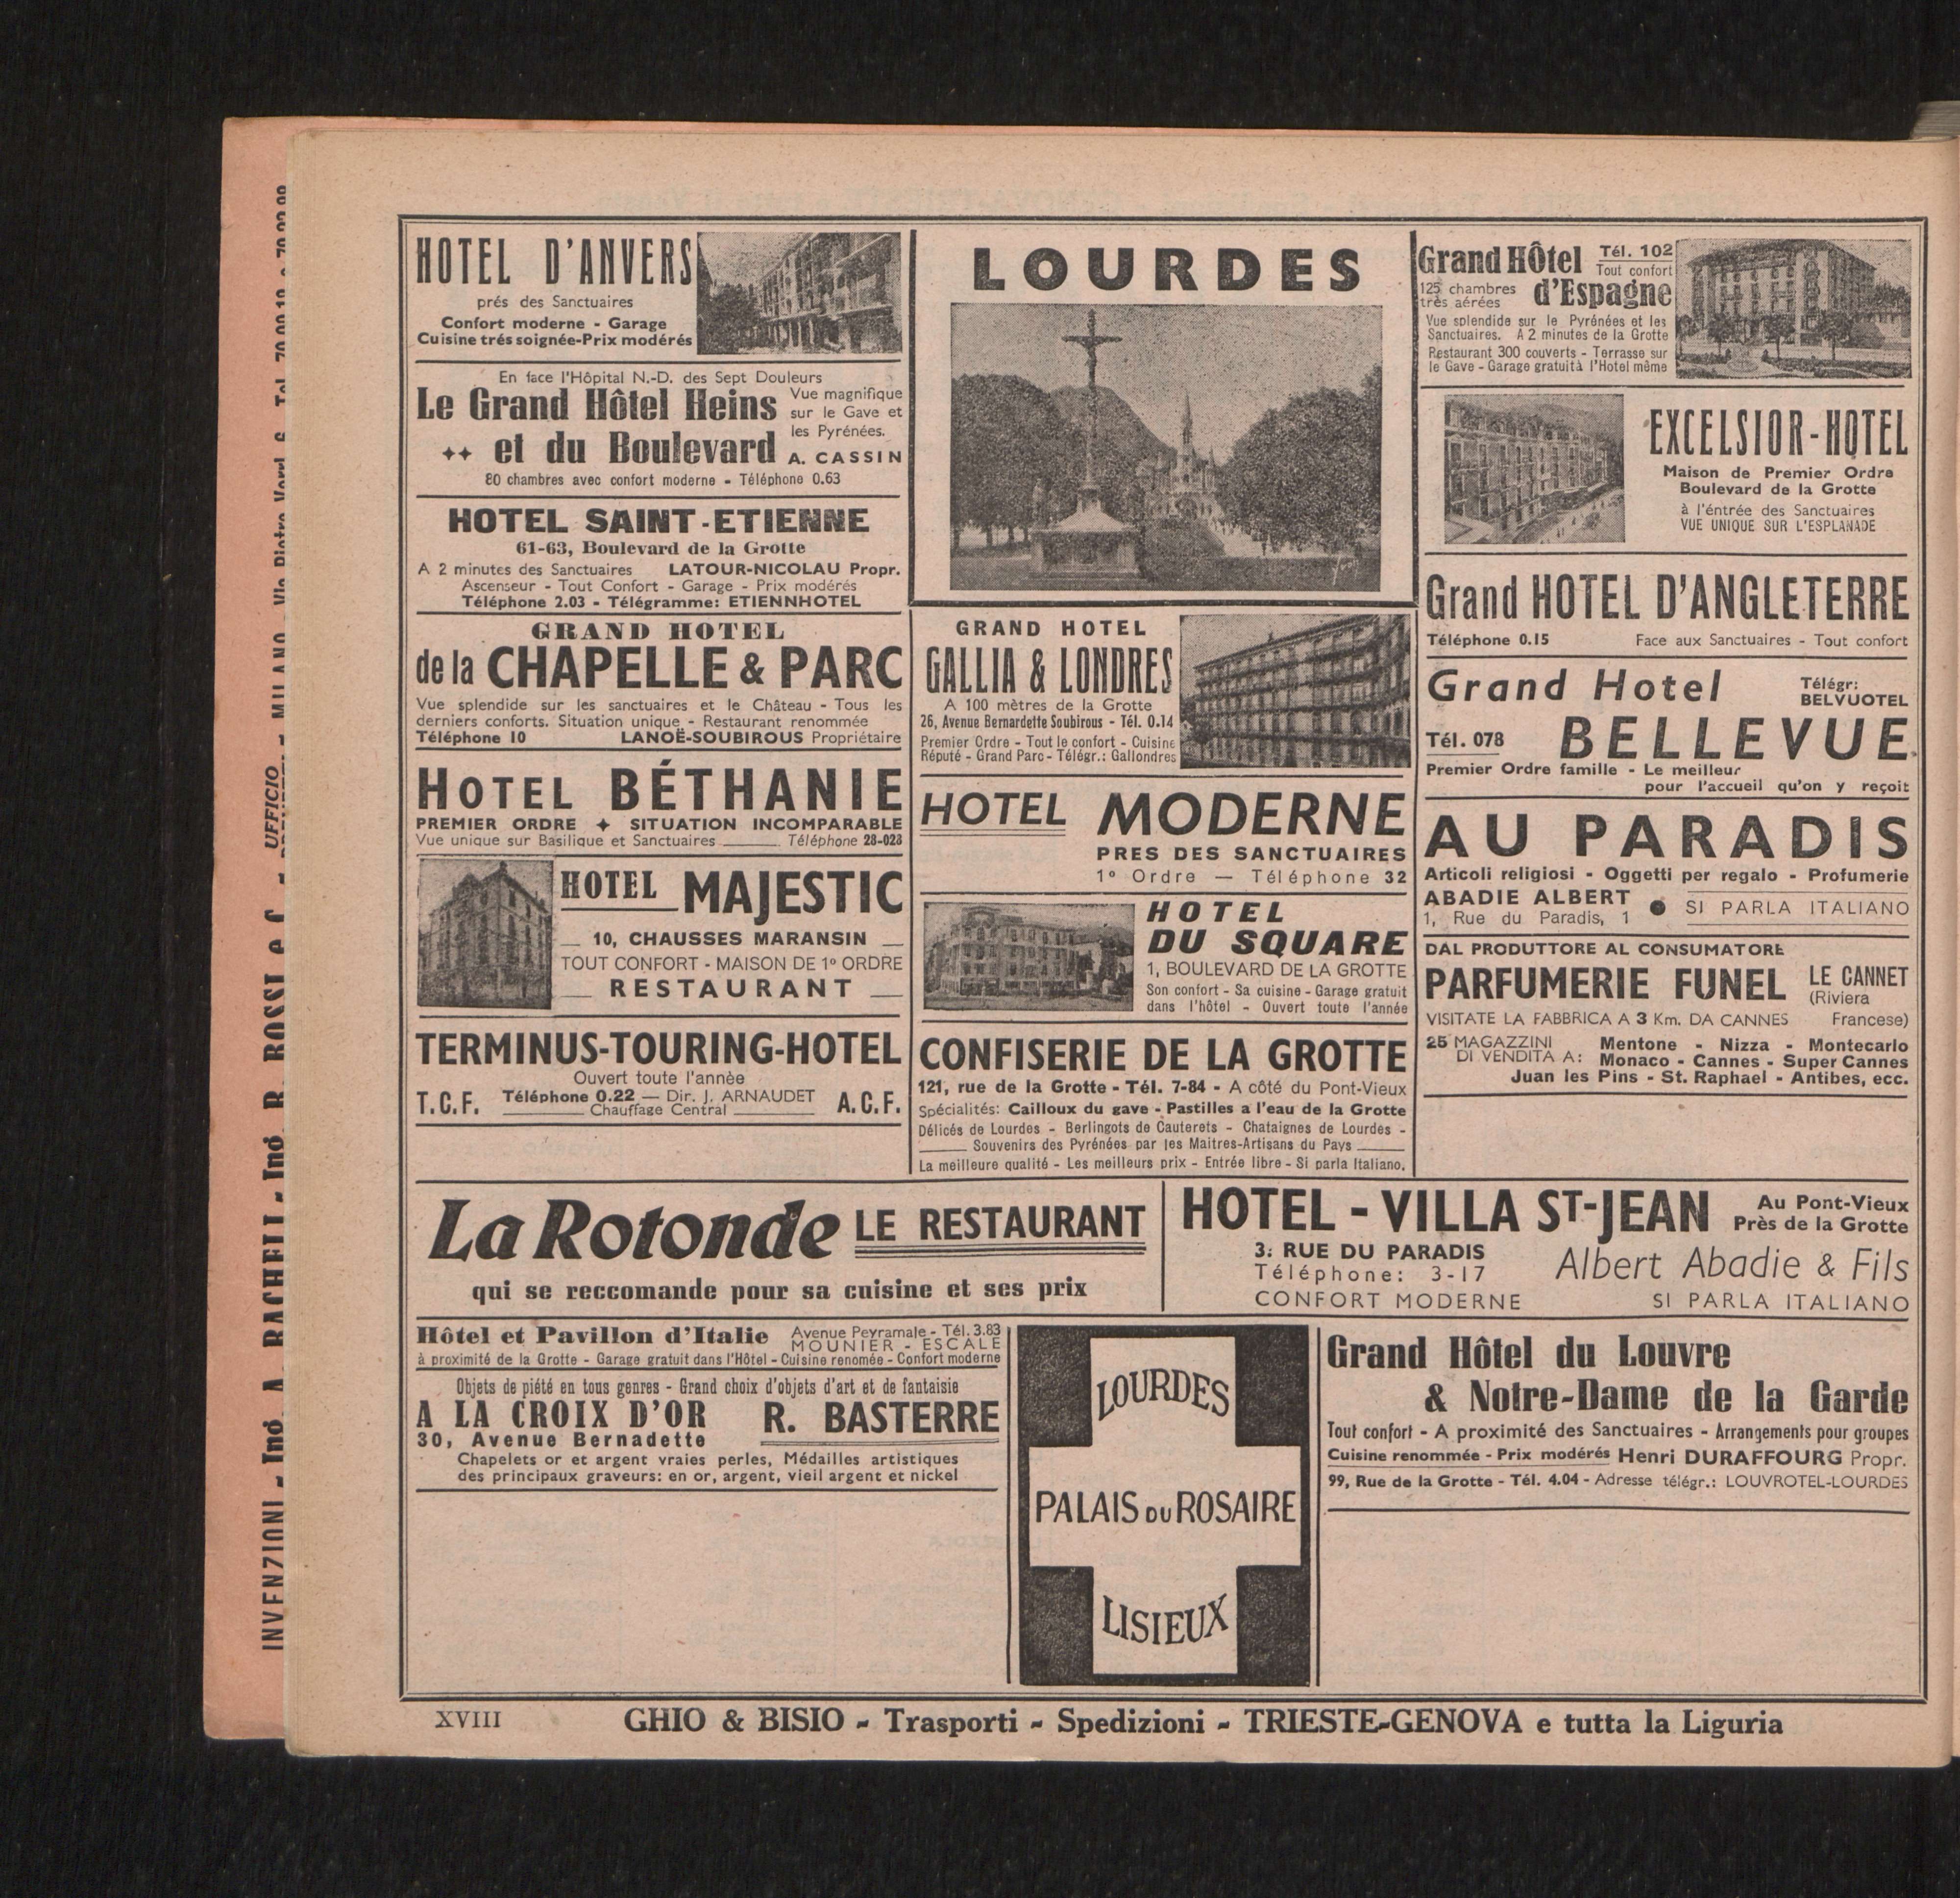 HOTEL D'ANVERS
prés des Sanctuaires
Confort moderne - Garage
Cuisine trés soignée-Prix modérés
En face l'Hôpital N.-D. des Sept Douleurs
Le Grand Hôtel Heins
et du Boulevard
Vue magnifique
sur le Gave et
les Pyrénées.
A. CASSIN
80 chambres avec confort moderne - Téléphone 0.63
HOTEL SAINT-ETIENNE
61-63, Boulevard de la Grotte
A 2 minutes des Sanctuaires LATOUR-NICOLAU Propr.
Ascenseur - Tout Confort - Garage - Prix modérés
Téléphone 2.03 - Télégramme: ETIENNHOTEL
GRAND HOTEL
de la CHAPELLE & PARC
Vue splendide sur les sanctuaires et le Château - Tous les
derniers conforts. Situation unique - Restaurant renommée
Téléphone 10 LANOË-SOUBIROUS Propriétaire
HOTEL BÉTHANIE
PREMIER ORDRE ✦ SITUATION INCOMPARABLE
Vue unique sur Basilique et Sanctuaires Téléphone 28-028
HOTEL MAJESTIC
10, CHAUSSES MARANSIN
TOUT CONFORT - MAISON DE 1º ORDRE
RESTAURANT
TERMINUS-TOURING-HOTEL
Ouvert toute l'annèe
T.C.F. Téléphone 0.22 — Dir. J. ARNAUDET A.C.F.
Chauffage Central
LOURDES
GRAND HOTEL
GALLIA & LONDRES
A 100 mètres de la Grotte
26, Avenue Bernardette Soubirous - Tél. 0.14
Premier Ordre - Tout le confort - Cuisine
Réputé - Grand Parc - Télégr.: Gallondres
HOTEL MODERNE
PRES DES SANCTUAIRES
1º Ordre — Téléphone 32
HOTEL
DU SQUARE
1, BOULEVARD DE LA GROTTE
Son confort - Sa cuisine - Garage gratuit
dans l'hôtel - Ouvert toute l'année
CONFISERIE DE LA GROTTE
121, rue de la Grotte - Tél. 7-84 - A côté du Pont-Vieux
Spécialités: Cailloux du gave - Pastilles a l'eau de la Grotte
Délicés de Lourdes - Berlingots de Cauterets - Chataignes de Lourdes -
Souvenirs des Pyrénées par les Maitres-Artisans du Pays
La meilleure qualité - Les meilleurs prix - Entrée libre - Si parla Italiano.
Grand Hôtel Tél. 102
Tout confort
125 chambres
très aérées
d'Espagne
Vue splendide sur le Pyrénées et les
Sanctuaires. A 2 minutes de la Grotte
Restaurant 300 couverts - Terrasse sur
le Gave - Garage gratuità l'Hotel même
EXCELSIOR-HOTEL
Maison de Premier Ordre
Boulevard de la Grotte
à l'éntrée des Sanctuaires
VUE UNIQUE SUR L'ESPLANADE
Grand HOTEL D'ANGLETERRE
Téléphone 0.15 Face aux Sanctuaires - Tout confort
Grand Hotel
Télégr:
BELVUOTEL
Tél. 078 BELLEVUE
Premier Ordre famille - Le meilleur
pour l'accueil qu'on y reçoit
AU PARADIS
Articoli religiosi - Oggetti per regalo - Profumerie
ABADIE ALBERT
1, Rue du Paradis, 1
● SI PARLA ITALIANO
DAL PRODUTTORE AL CONSUMATORE
PARFUMERIE FUNEL LE CANNET
(Riviera
VISITATE LA FABBRICA A 3 Km. DA CANNES Francese)
25 MAGAZZINI
DI VENDITA A:
Mentone - Nizza - Montecarlo
Monaco - Cannes - Super Cannes
Juan les Pins - St. Raphael - Antibes, ecc.
La Rotonde LE RESTAURANT
qui se reccomande pour sa cuisine et ses prix
HOTEL - VILLA ST-JEAN
Au Pont-Vieux
Près de la Grotte
3: RUE DU PARADIS
Téléphone: 3-17
CONFORT MODERNE
Albert Abadie & Fils
SI PARLA ITALIANO
Hôtel et Pavillon d'Italie
Avenue Peyramale - Tél. 3.83
MOUNIER - ESCALE
à proximité de la Grotte - Garage gratuit dans l'Hôtel - Cuisine renomée - Confort moderne
Objets de piété en tous genres - Grand choix d'objets d'art et de fantaisie
A LA CROIX D'OR R. BASTERRE
30, Avenue Bernadette
Chapelets or et argent vraies perles, Médailles artistiques
des principaux graveurs: en or, argent, vieil argent et nickel
LOURDES
PALAIS DU ROSAIRE
LISIEUX
Grand Hôtel du Louvre
& Notre-Dame de la Garde
Tout confort - A proximité des Sanctuaires - Arrangements pour groupes
Cuisine renommée - Prix modérés Henri DURAFFOURG Propr.
99, Rue de la Grotte - Tél. 4.04 - Adresse télégr.: LOUVROTEL-LOURDES
XVIII
GHIO & BISIO - Trasporti - Spedizioni - TRIESTE-GENOVA e tutta la Liguria
UFFICIO
INVENZIONI - Ing. A. RACHELI - Ing. R. ROSSI e C.